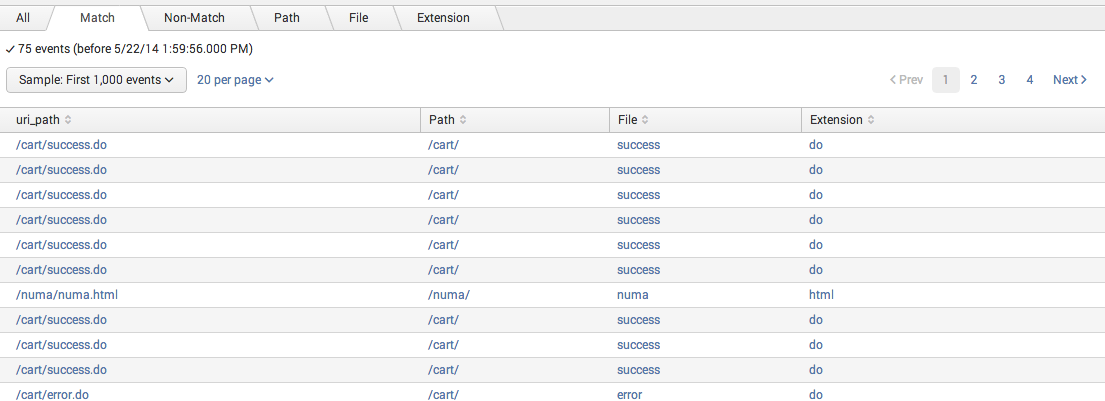 All Match Non-Match Path File Extension
✓ 75 events (before 5/22/14 1:59:56.000 PM)
Sample: First 1,000 events 20 per page < Prev 1 2 3 4 Next >
uri_path Path File Extension
/cart/success.do /cart/ success do
/cart/success.do /cart/ success do
/cart/success.do /cart/ success do
/cart/success.do /cart/ success do
/cart/success.do /cart/ success do
/cart/success.do /cart/ success do
/numa/numa.html /numa/ numa html
/cart/success.do /cart/ success do
/cart/success.do /cart/ success do
/cart/success.do /cart/ success do
/cart/error.do /cart/ error do